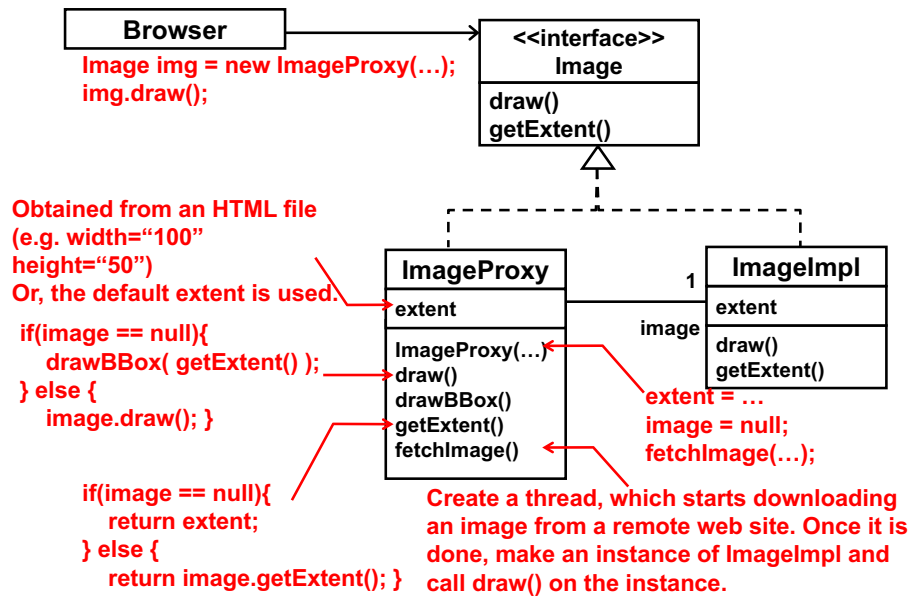 Browser
<<interface>>
Image
draw()
getExtent()
Image img = new ImageProxy(…);
img.draw();
Obtained from an HTML file
(e.g. width=“100”
height=“50”)
Or, the default extent is used.
if(image == null){
drawBBox( getExtent() );
} else {
image.draw(); }
if(image == null){
return extent;
} else {
return image.getExtent(); }
ImageProxy
extent
ImageProxy(…)
draw()
drawBBox()
getExtent()
fetchImage()
1
image
ImageImpl
extent
draw()
getExtent()
extent = …
image = null;
fetchImage(…);
Create a thread, which starts downloading
an image from a remote web site. Once it is
done, make an instance of ImageImpl and
call draw() on the instance.